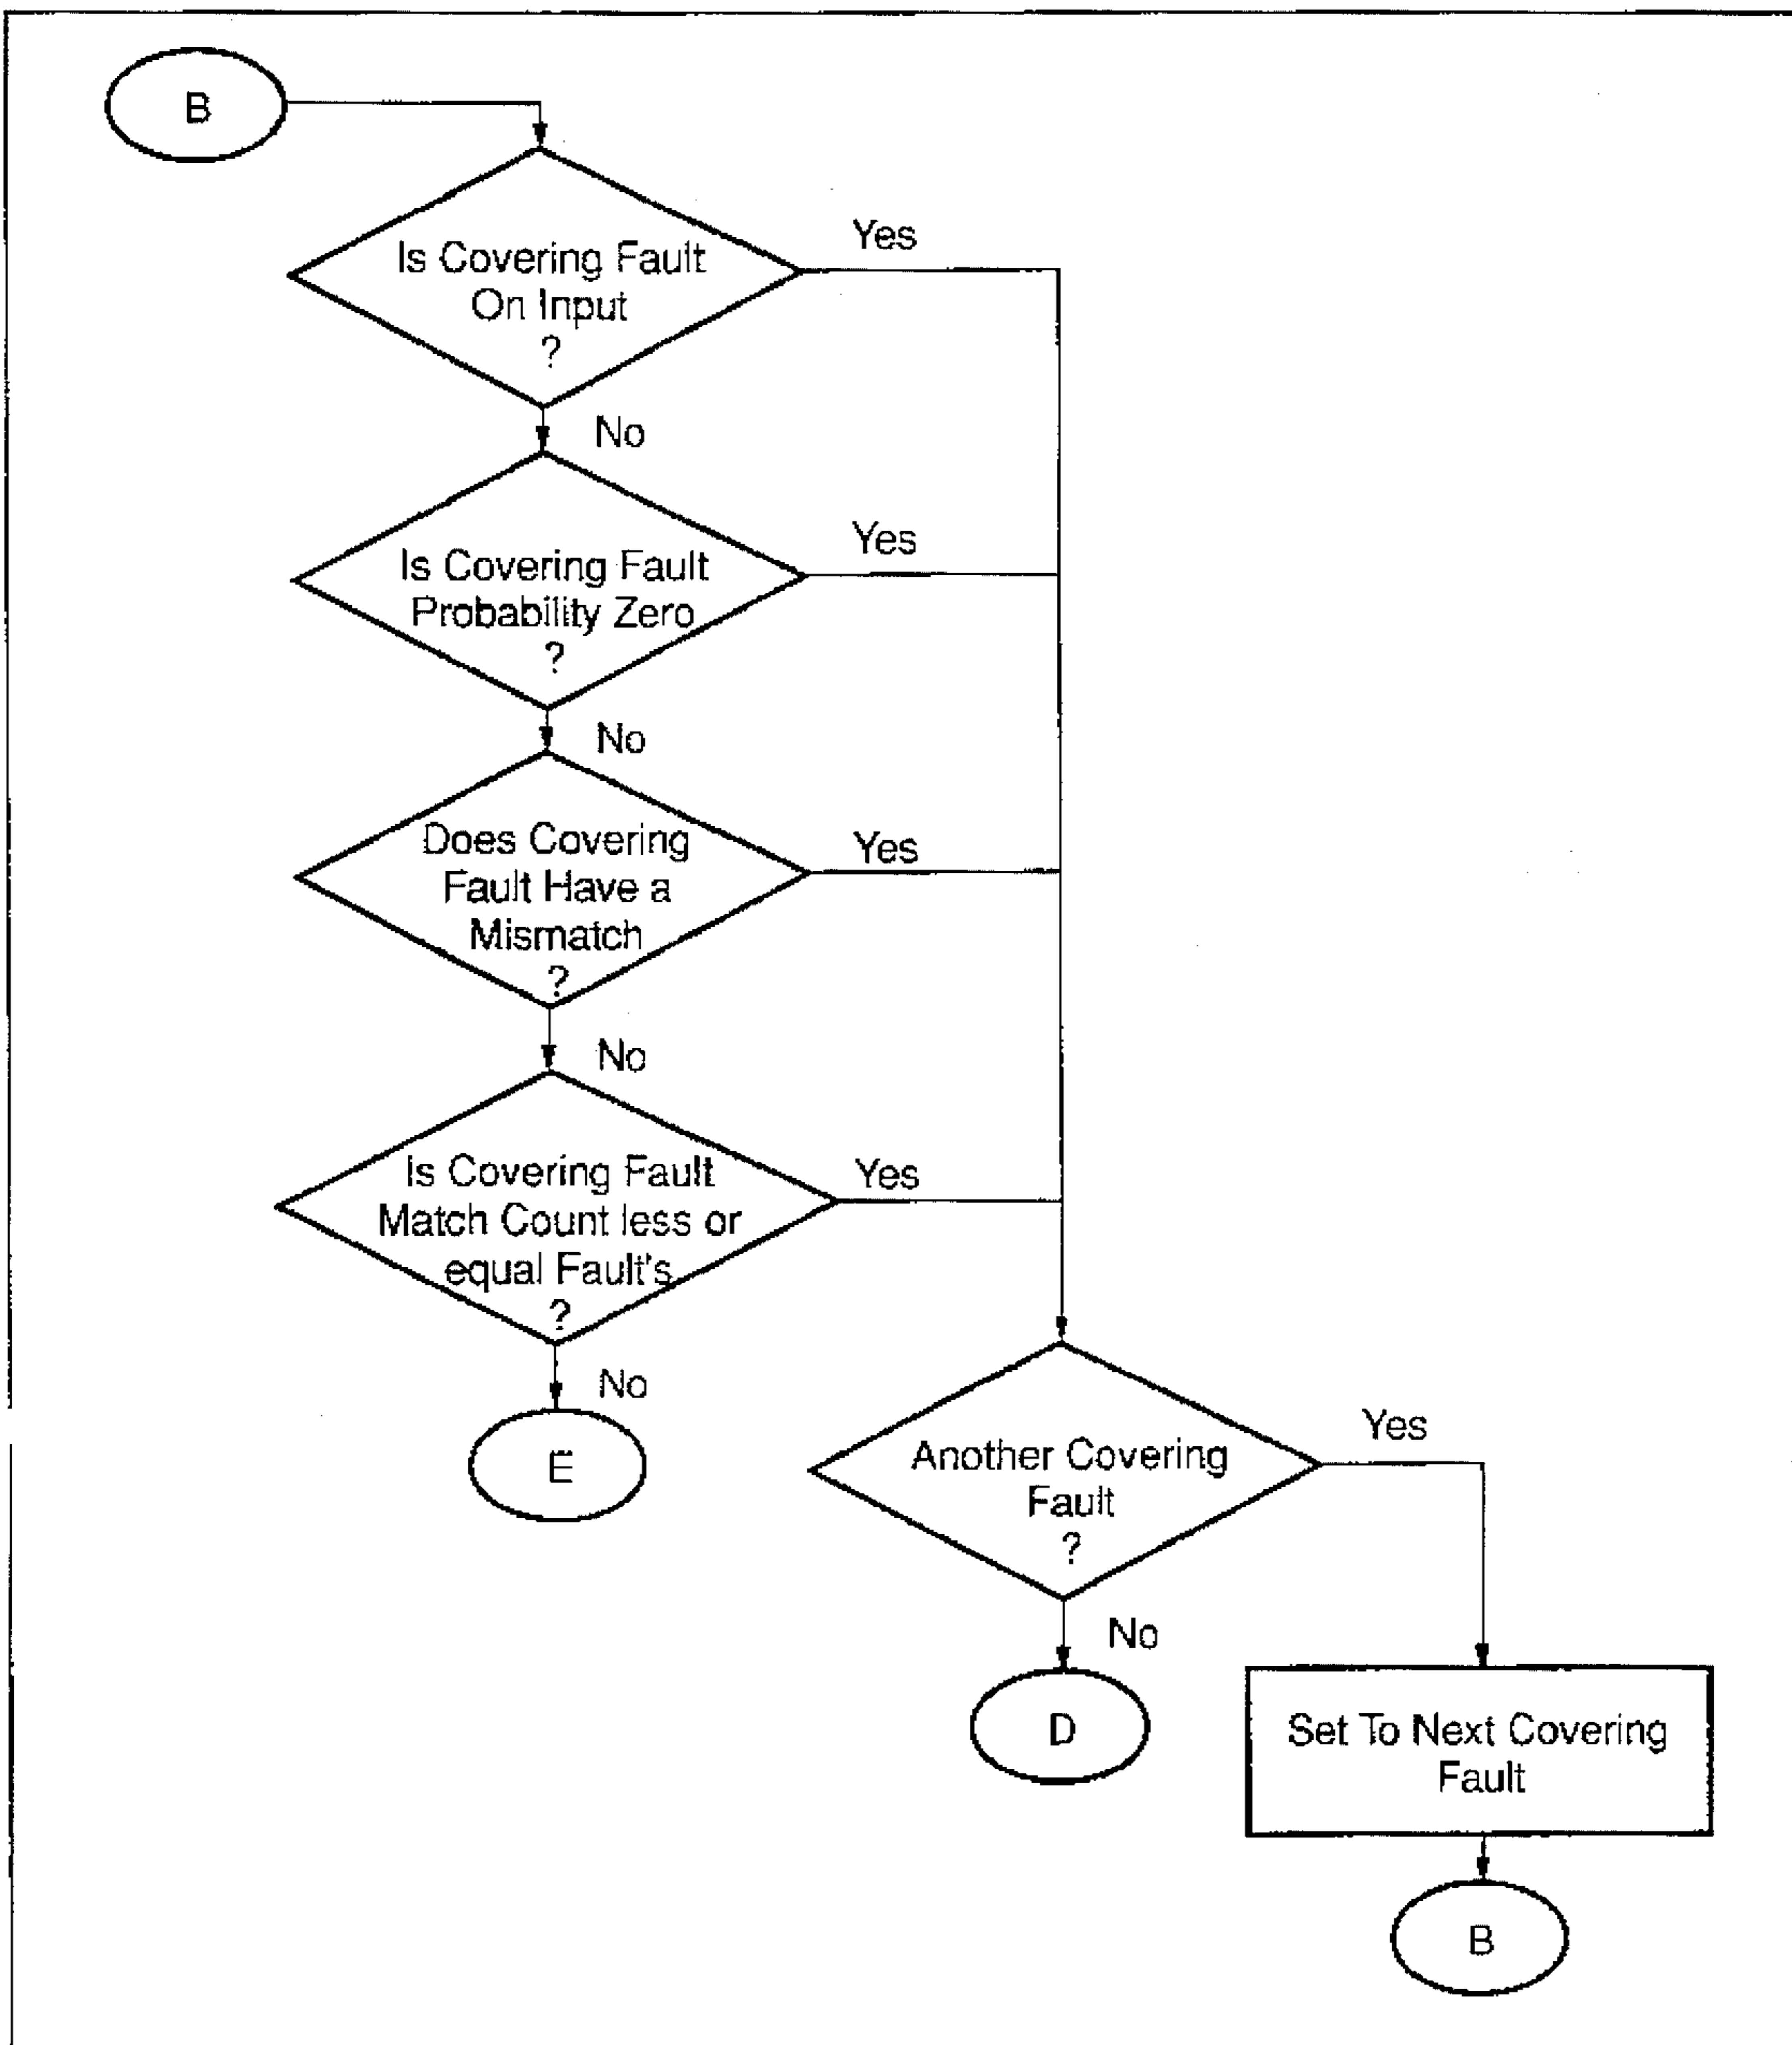 B
Is Covering Fault
On Input
?
Yes
No
Is Covering Fault
Probability Zero
?
Yes
No
Does Covering
Fault Have a
Mismatch
?
Yes
No
Is Covering Fault
Match Count less or
equal Fault's
?
Yes
No
E
Another Covering
Fault
?
Yes
No
D
Set To Next Covering
Fault
B